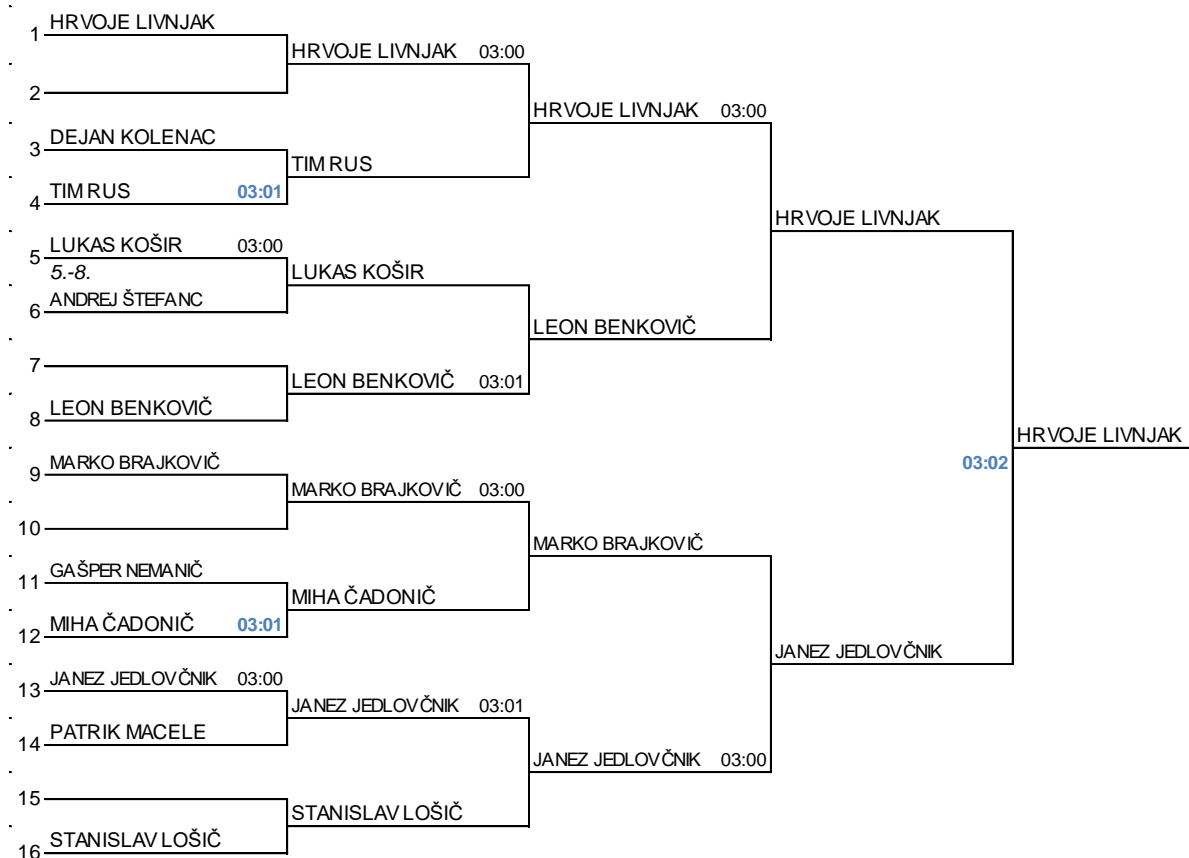 HRVOJE LIVNJAK
1
HRVOJE LIVNJAK 03:00
2
HRVOJE LIVNJAK 03:00
DEJAN KOLENAC
3
TIM RUS
TIM RUS 03:01
4
HRVOJE LIVNJAK
LUKAS KOŠIR 03:00
5
5.-8.
LUKAS KOŠIR
ANDREJ ŠTEFANC
6
LEON BENKOVIČ
7
LEON BENKOVIČ 03:01
LEON BENKOVIČ
8
HRVOJE LIVNJAK
03:02
MARKO BRAJKOVIČ
9
MARKO BRAJKOVIČ 03:00
10
MARKO BRAJKOVIČ
GAŠPER NEMANIČ
11
MIHA ČADONIČ
MIHA ČADONIČ 03:01
12
JANEZ JEDLOVČNIK
JANEZ JEDLOVČNIK 03:00
13
JANEZ JEDLOVČNIK 03:01
PATRIK MACELE
14
JANEZ JEDLOVČNIK 03:00
15
STANISLAV LOŠIČ
STANISLAV LOŠIČ
16